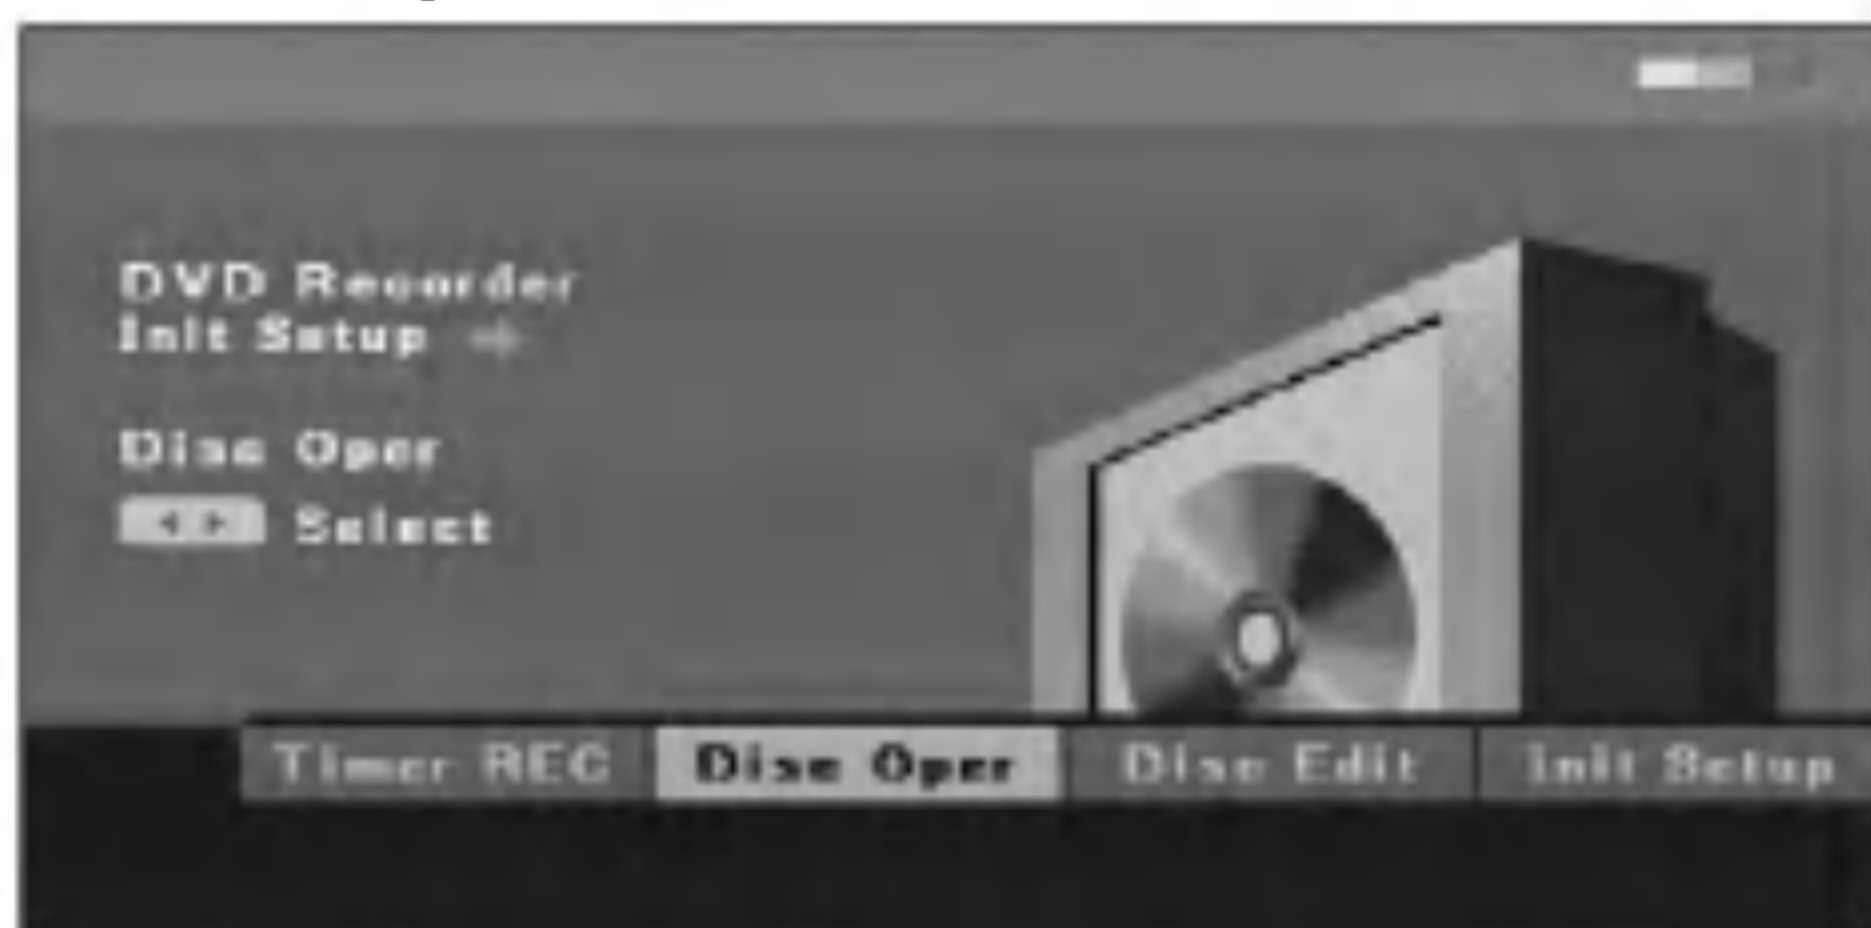 DVD Recorder
Init Setup
Disc Oper
Select
Timer REC
Disc Oper
Disc Edit
Init Setup